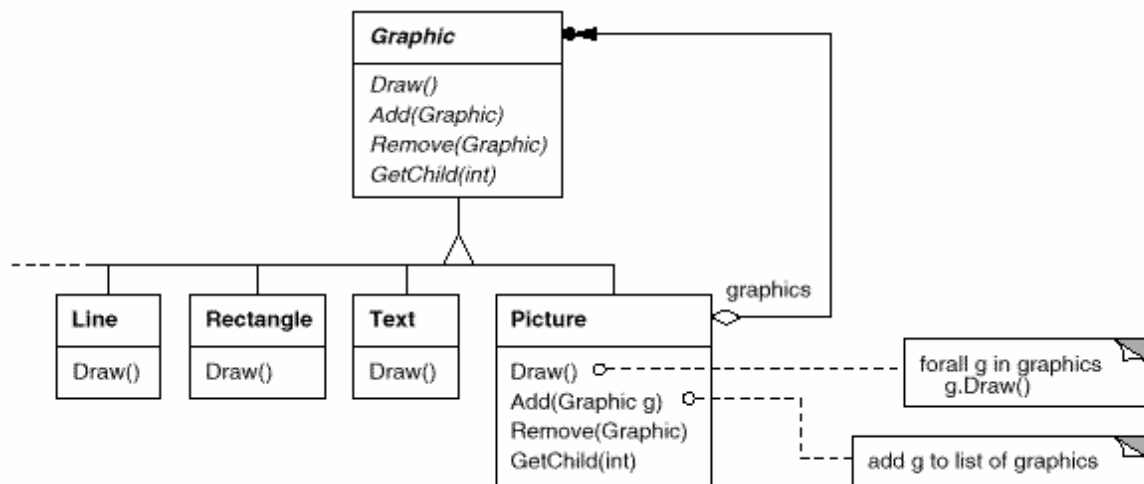 Graphic
Draw()
Add(Graphic)
Remove(Graphic)
GetChild(int)
graphics
Line
Draw()
Rectangle
Draw()
Text
Draw()
Picture
Draw()
Add(Graphic g)
Remove(Graphic)
GetChild(int)
forall g in graphics
g.Draw()
add g to list of graphics